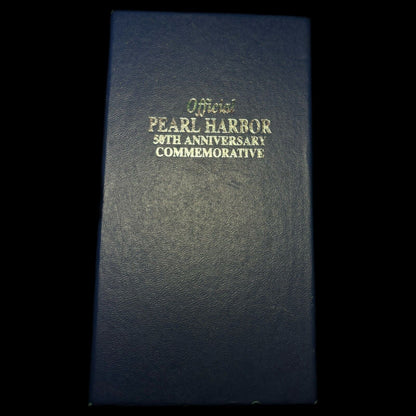 Official
PEARL HARBOR
50TH ANNIVERSARY
COMMEMORATIVE